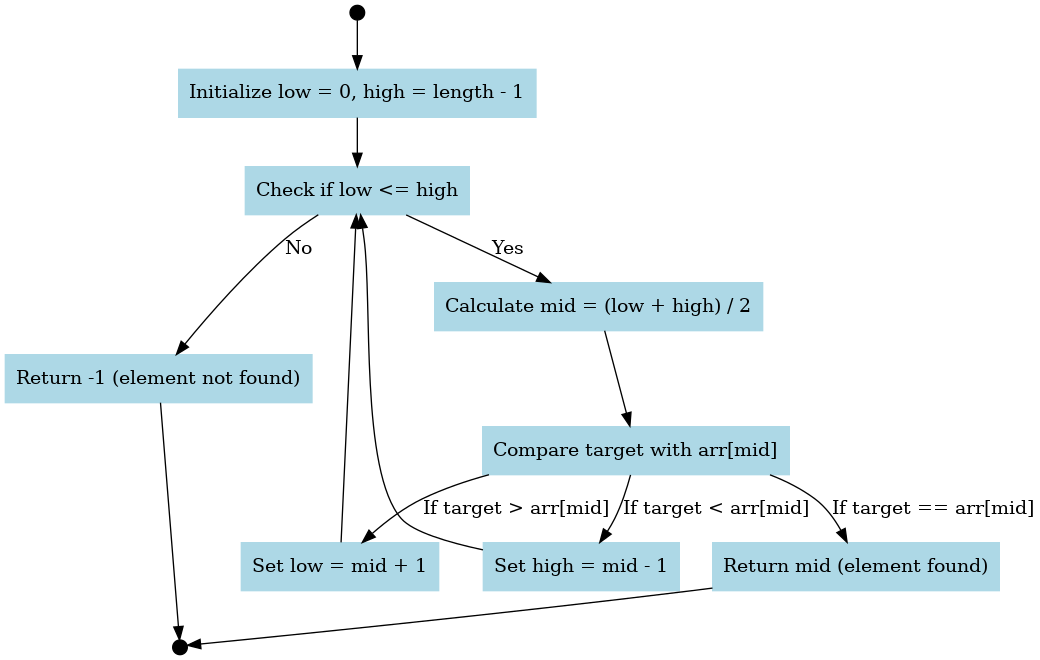 Initialize low = 0, high = length - 1
Check if low <= high
No
Yes
Calculate mid = (low + high) / 2
Return -1 (element not found)
Compare target with arr[mid]
If target > arr[mid]
If target < arr[mid]
If target == arr[mid]
Set low = mid + 1
Set high = mid - 1
Return mid (element found)